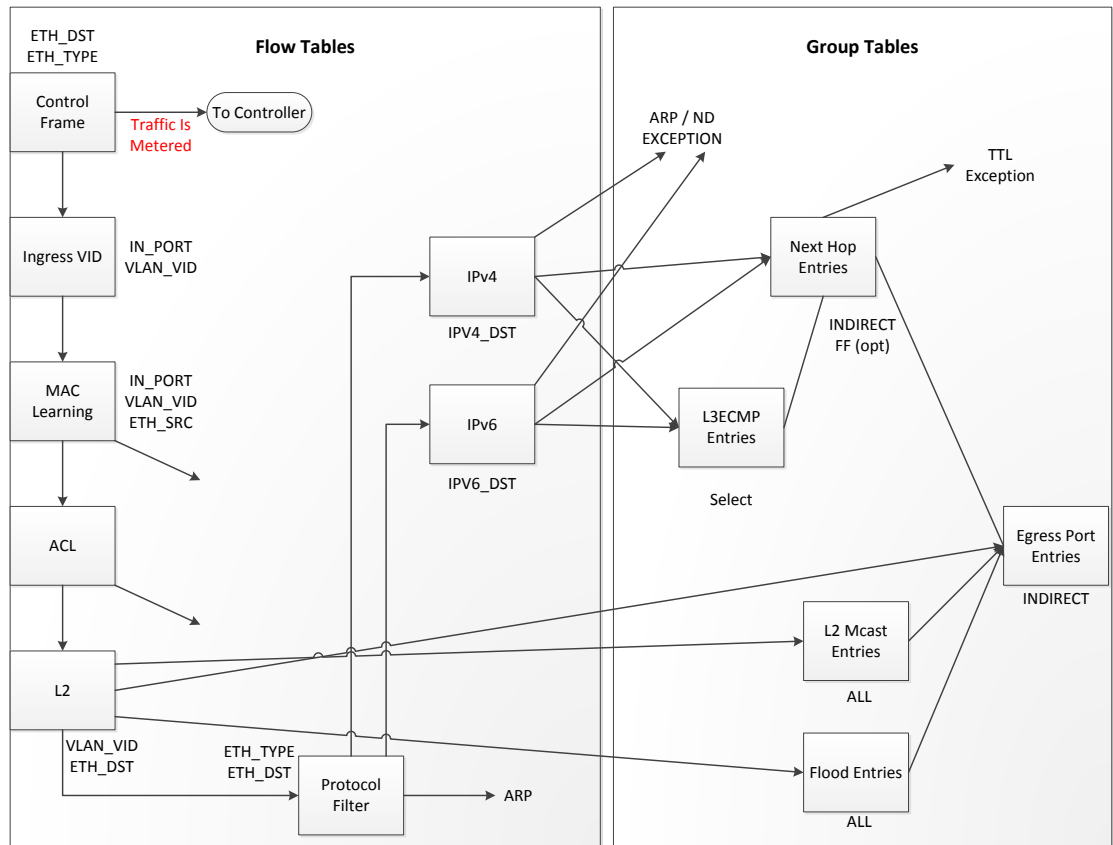 Flow Tables
Group Tables
ETH_DST
ETH_TYPE
Control
Frame
To Controller
Traffic Is
Metered
ARP / ND
EXCEPTION
TTL
Exception
Ingress VID
IN_PORT
VLAN_VID
IPv4
IPV4_DST
Next Hop
Entries
INDIRECT
FF (opt)
MAC
Learning
IN_PORT
VLAN_VID
ETH_SRC
IPv6
IPV6_DST
L3ECMP
Entries
Select
ACL
Egress Port
Entries
INDIRECT
L2
VLAN_VID
ETH_DST
L2 Mcast
Entries
ALL
ETH_TYPE
ETH_DST
Protocol
Filter
ARP
Flood Entries
ALL